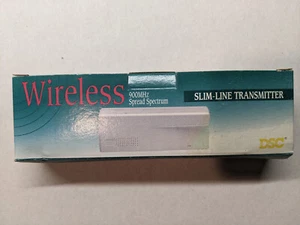 Wireless
900MHz
Spread Spectrum
SLIM-LINE TRANSMITTER
DSC